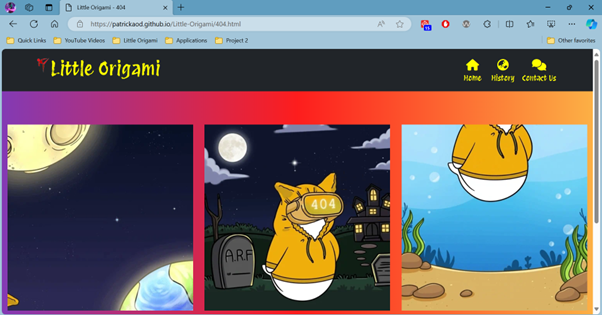 Little Origami - 404
https://patrickaod.github.io/Little-Origami/404.html
Quick Links
YouTube Videos
Little Origami
Applications
Project 2
Other favorites
Little Origami
Home
History
Contact Us
404
A.R.F